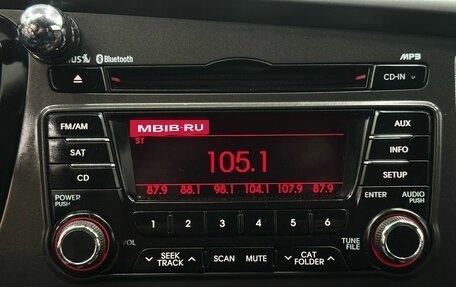 Bluetooth
MP3
CD-IN
FM/AM
MBIB-RU
AUX
ST
SAT
105.1
INFO
CD
SETUP
87.9 88.1 98.1 104.1 107.9 87.9
POWER
PUSH
ENTER
AUDIO
PUSH
1 2 3 4 5 6
VOL
TUNE
FILE
SEEK
TRACK
SCAN
MUTE
CAT
FOLDER